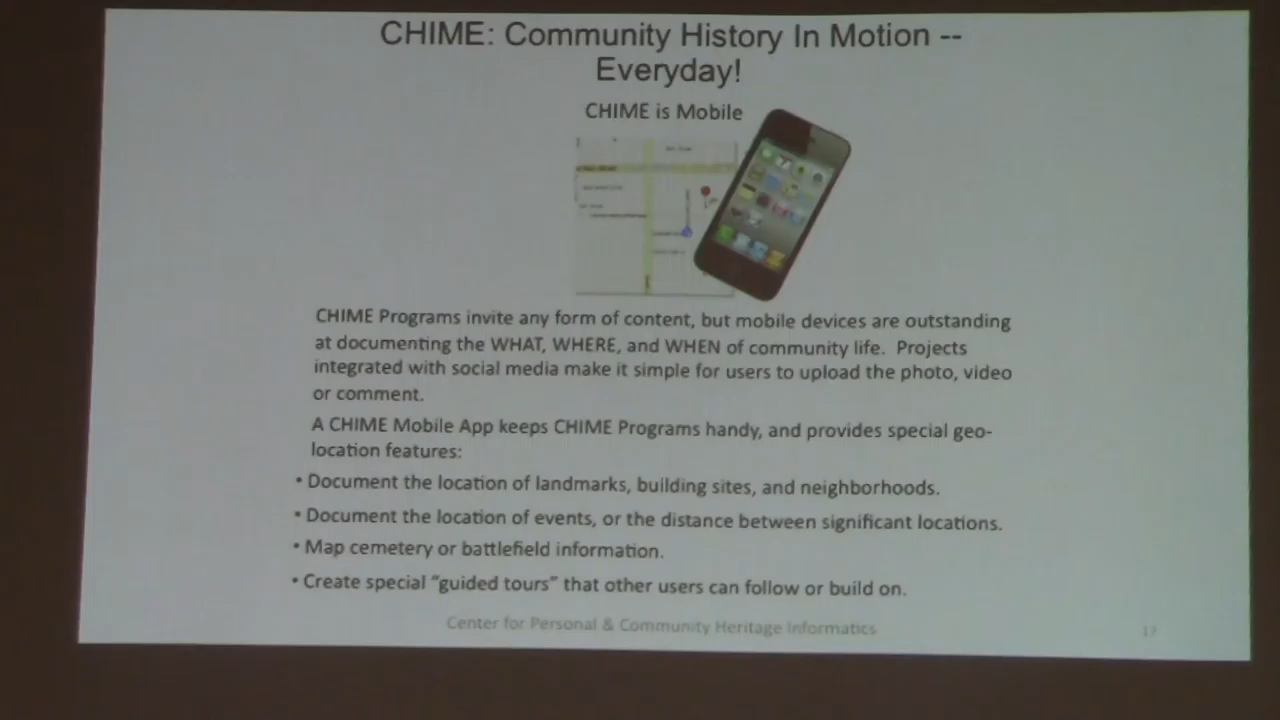 CHIME: Community History In Motion --
Everyday!
CHIME is Mobile
CHIME Programs invite any form of content, but mobile devices are outstanding
at documenting the WHAT, WHERE, and WHEN of community life.  Projects
integrated with social media make it simple for users to upload the photo, video
or comment.
A CHIME Mobile App keeps CHIME Programs handy, and provides special geo-
location features:
• Document the location of landmarks, building sites, and neighborhoods.
• Document the location of events, or the distance between significant locations.
• Map cemetery or battlefield information.
• Create special “guided tours” that other users can follow or build on.
Center for Personal & Community Heritage Informatics
17